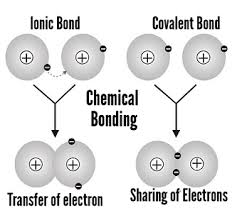 Ionic Bond
Covalent Bond
Chemical
Bonding
Transfer of electron
Sharing of Electrons